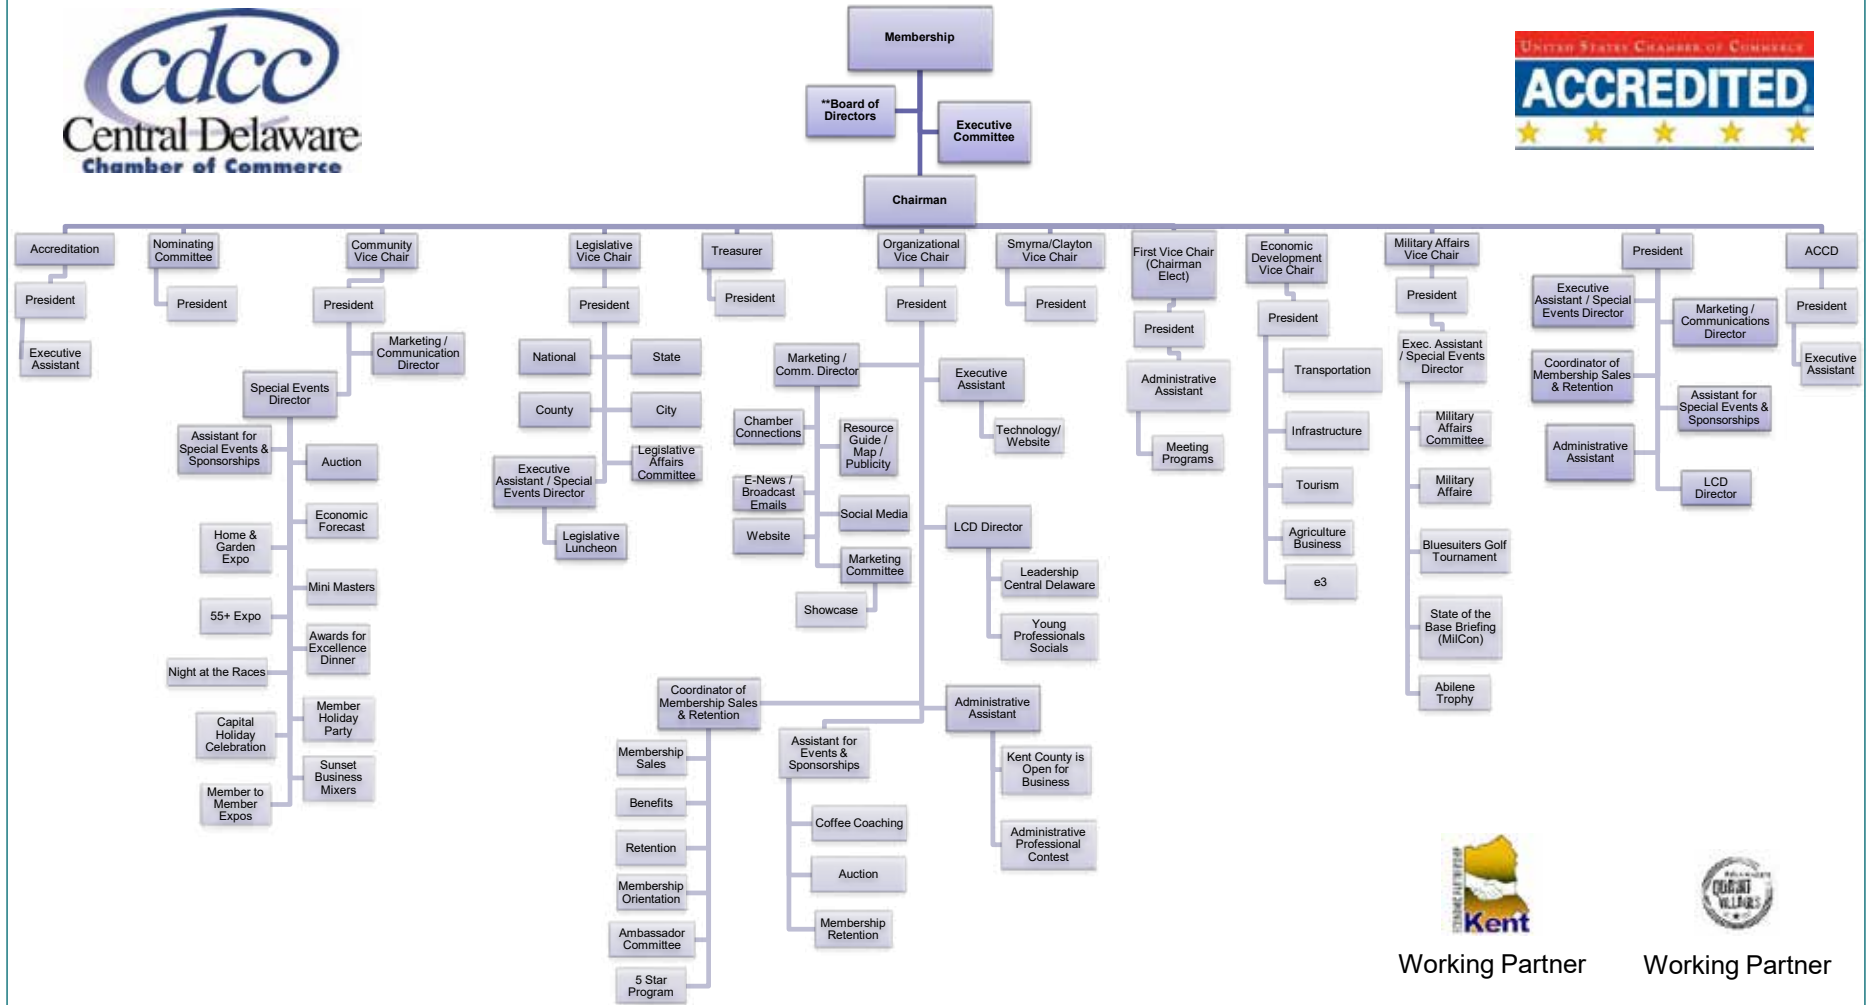 cdcc
Central Delaware
Chamber of Commerce
Membership
**Board of
Directors
Executive
Committee
Chairman
UNITED STATES CHAMBER OF COMMERCE
ACCREDITED
Accreditation
President
Executive
Assistant
Nominating
Committee
President
Community
Vice Chair
President
Marketing /
Communication
Director
Special Events
Director
Assistant for
Special Events &
Sponsorships
Auction
Economic
Forecast
Home &
Garden
Expo
Mini Masters
55+ Expo
Awards for
Excellence
Dinner
Night at the Races
Member
Holiday
Party
Capital
Holiday
Celebration
Sunset
Business
Mixers
Member to
Member
Expos
Legislative
Vice Chair
President
National
State
County
City
Legislative
Affairs
Committee
Executive
Assistant / Special
Events Director
Legislative
Luncheon
Treasurer
President
Organizational
Vice Chair
President
Marketing /
Comm. Director
Chamber
Connections
Resource
Guide /
Map /
Publicity
E-News /
Broadcast
Emails
Social Media
Website
Marketing
Committee
Showcase
Executive
Assistant
Technology/
Website
LCD Director
Leadership
Central Delaware
Young
Professionals
Socials
Coordinator of
Membership Sales
& Retention
Membership
Sales
Benefits
Retention
Membership
Orientation
Ambassador
Committee
5 Star
Program
Assistant for
Events &
Sponsorships
Coffee Coaching
Auction
Membership
Retention
Administrative
Assistant
Kent County is
Open for
Business
Administrative
Professional
Contest
Smyrna/Clayton
Vice Chair
President
First Vice Chair
(Chairman
Elect)
President
Administrative
Assistant
Meeting
Programs
Economic
Development
Vice Chair
President
Transportation
Infrastructure
Tourism
Agriculture
Business
e3
Military Affairs
Vice Chair
President
Exec. Assistant
/ Special Events
Director
Military
Affairs
Committee
Military
Affaire
Bluesuiters Golf
Tournament
State of the
Base Briefing
(MilCon)
Abilene
Trophy
President
Executive
Assistant / Special
Events Director
Marketing /
Communications
Director
Coordinator of
Membership Sales
& Retention
Assistant for
Special Events &
Sponsorships
Administrative
Assistant
LCD
Director
ACCD
President
Executive
Assistant
Kent
Working Partner
QUAINT
VILLAGES
Working Partner